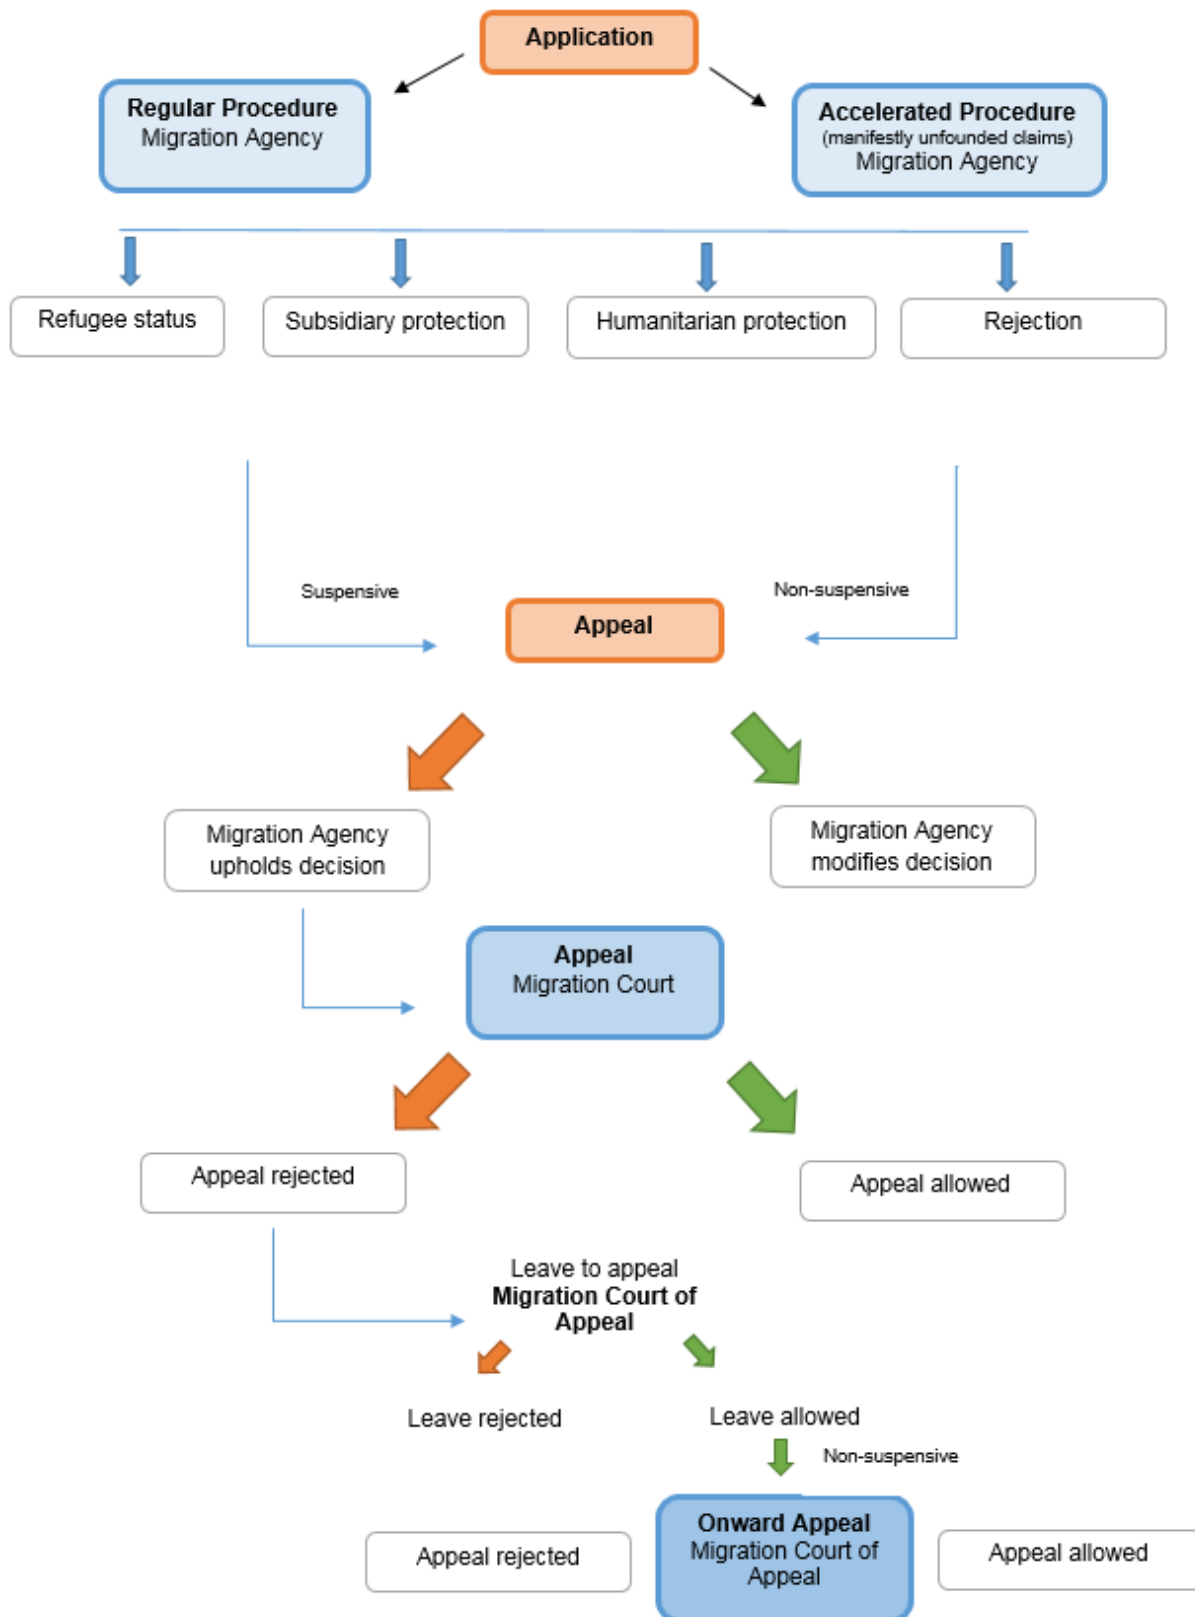 Application
Regular Procedure
Migration Agency
Accelerated Procedure
(manifestly unfounded claims)
Migration Agency
Refugee status
Subsidiary protection
Humanitarian protection
Rejection
Suspensive
Non-suspensive
Appeal
Migration Agency
upholds decision
Migration Agency
modifies decision
Appeal
Migration Court
Appeal rejected
Appeal allowed
Leave to appeal
Migration Court of
Appeal
Leave rejected
Leave allowed
Non-suspensive
Appeal rejected
Onward Appeal
Migration Court of
Appeal
Appeal allowed